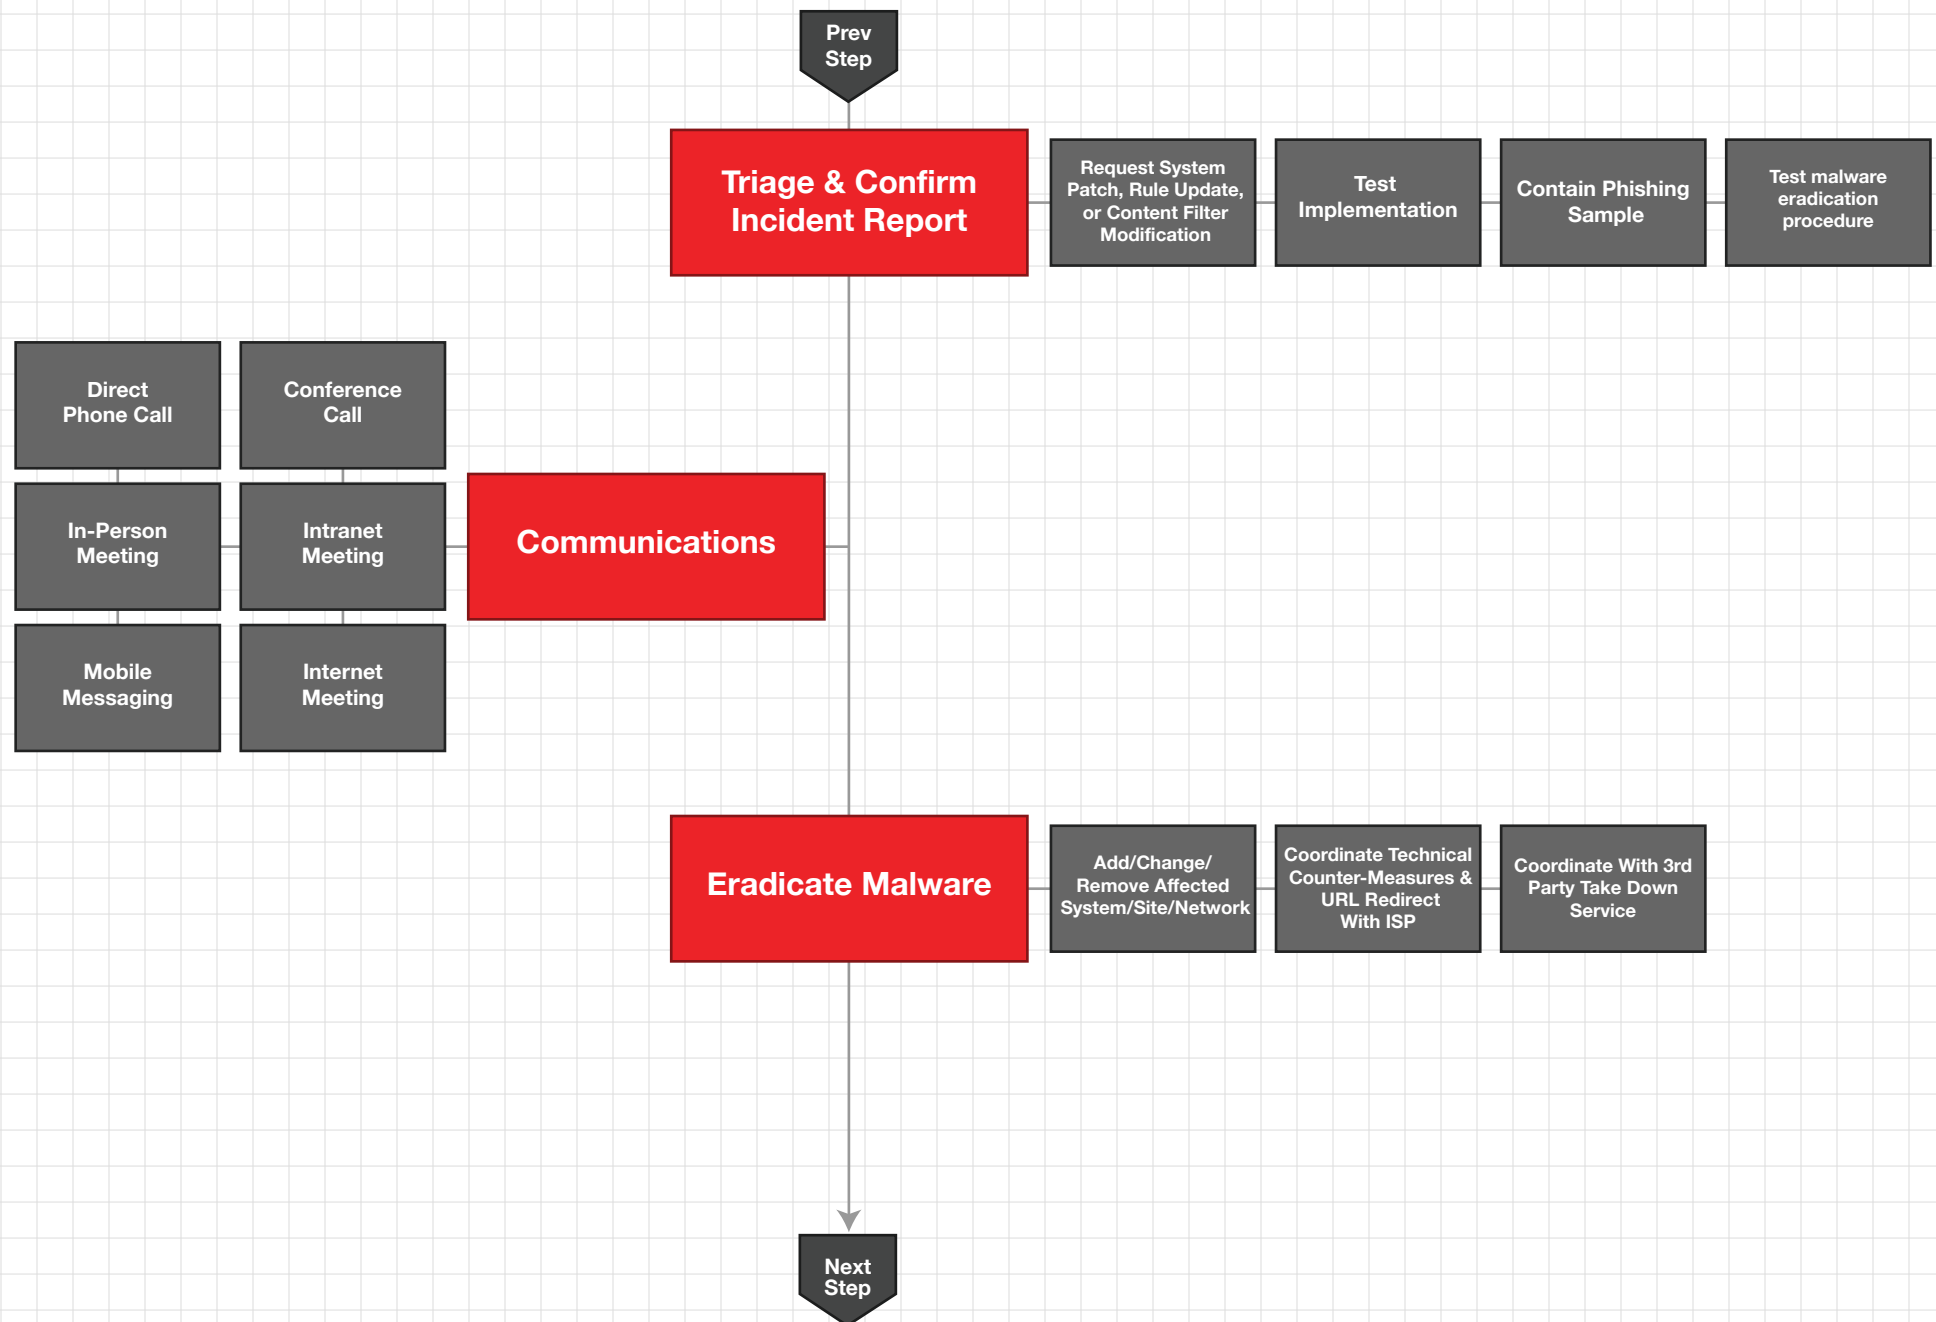 Prev
Step
Triage & Confirm
Incident Report
Request System
Patch, Rule Update,
or Content Filter
Modification
Test
Implementation
Contain Phishing
Sample
Test malware
eradication
procedure
Direct
Phone Call
Conference
Call
In-Person
Meeting
Intranet
Meeting
Communications
Mobile
Messaging
Internet
Meeting
Eradicate Malware
Add/Change/
Remove Affected
System/Site/Network
Coordinate Technical
Counter-Measures &
URL Redirect
With ISP
Coordinate With 3rd
Party Take Down
Service
Next
Step